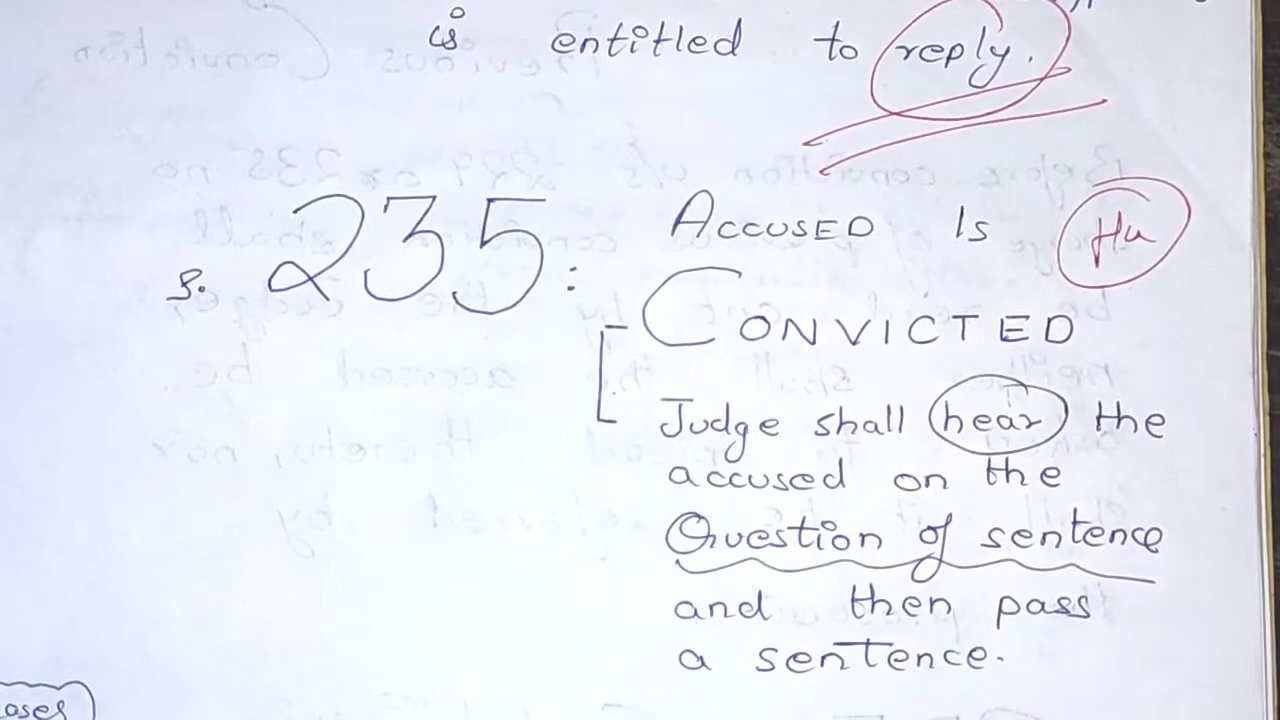 is entitled to reply.
S. 235: ACCUSED IS
CONVICTED
Judge shall hear the
accused on the
Question of sentence
and then pass
a sentence.